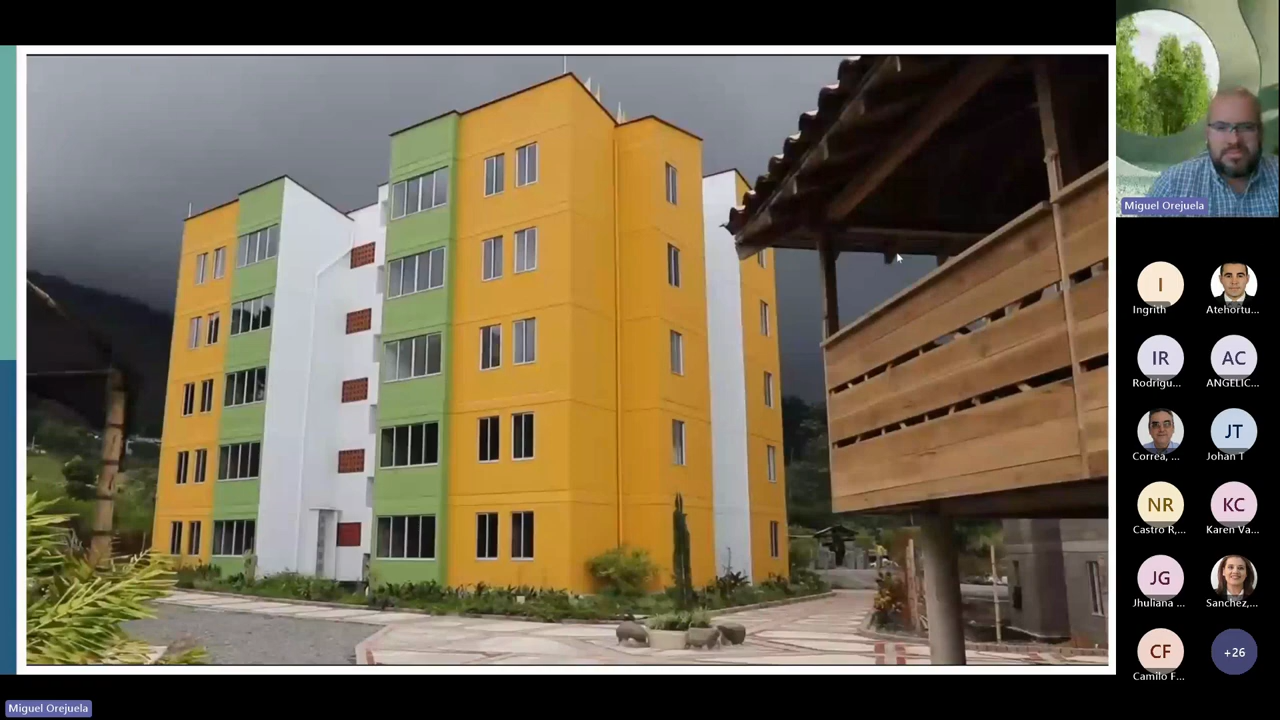 Miguel Orejuela
I
Ingrith
Atehortu...
IR
Rodrigu...
AC
ANGELIC...
Correa, ...
JT
Johan T
NR
Castro R,...
KC
Karen Va...
JG
Jhuliana ...
Sanchez,...
CF
Camilo F...
+26
Miguel Orejuela